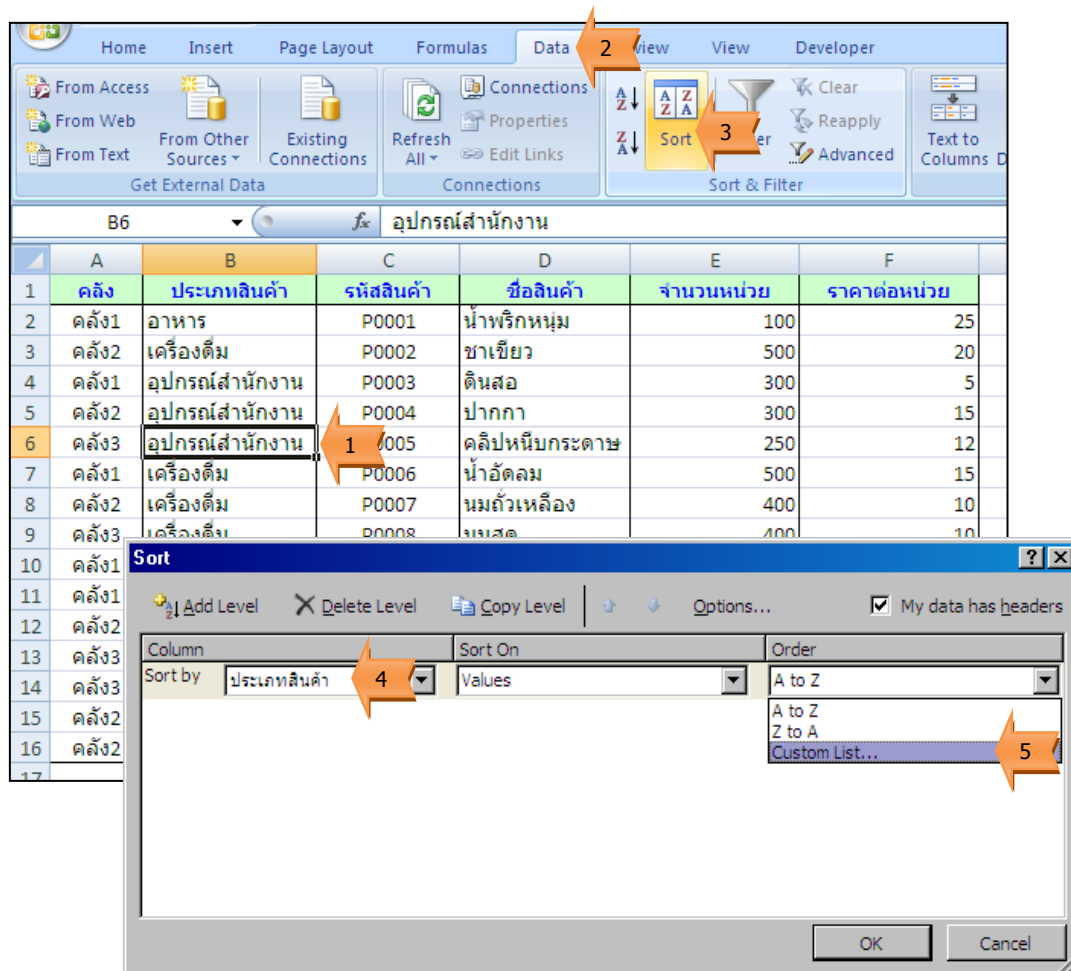 Home Insert Page Layout Formulas Data 2 view View Developer
From Access
From Web
From Text
From Other Sources
Existing Connections
Get External Data
Refresh All
Connections
Properties
Edit Links
Connections
A Z
Z A
A Z Z A
Sort 3 er
Clear
Reapply
Advanced
Sort & Filter
Text to Columns D
B6 fx อุปกรณ์สำนักงาน
A B C D E F
1 คลัง ประเภทสินค้า รหัสสินค้า ชื่อสินค้า จำนวนหน่วย ราคาต่อหน่วย
2 คลัง1 อาหาร P0001 น้ำพริกหนุ่ม 100 25
3 คลัง2 เครื่องดื่ม P0002 ชาเขียว 500 20
4 คลัง1 อุปกรณ์สำนักงาน P0003 ดินสอ 300 5
5 คลัง2 อุปกรณ์สำนักงาน P0004 ปากกา 300 15
6 คลัง3 อุปกรณ์สำนักงาน 1 005 คลิปหนีบกระดาษ 250 12
7 คลัง1 เครื่องดื่ม P0006 น้ำอัดลม 500 15
8 คลัง2 เครื่องดื่ม P0007 นมถั่วเหลือง 400 10
9 คลัง3 เครื่องดื่ม P0008 นมสด 400 10
10 คลัง1
11 คลัง1
12 คลัง2
13 คลัง3
14 คลัง3
15 คลัง2
16 คลัง2
17
Sort
Add Level Delete Level Copy Level Options... My data has headers
Column Sort On Order
Sort by ประเภทสินค้า 4 Values A to Z
A to Z
Z to A
Custom List... 5
OK Cancel